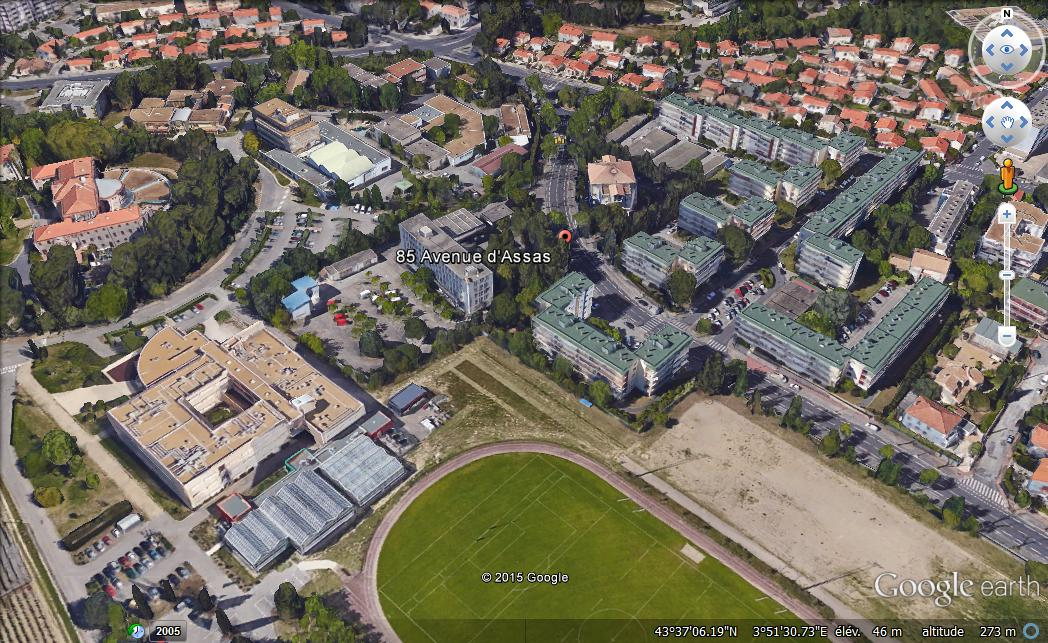 N
85 Avenue d'Assas
© 2015 Google
Google earth
2005
43°37'06.19"N 3°51'30.73"E élév. 46 m altitude 273 m